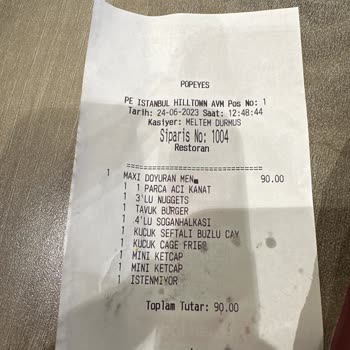 POPEYES
PE ISTANBUL HILLTOWN AVM Pos No: 1
Tarih: 24-06-2023 Saat: 12:48:44
Kasiyer: MELTEM DURMUS
Siparis No: 1004
Restoran
==============================
1 MAXI DOYURAN MEN 90.00
1 1 PARCA ACI KANAT
1 3'LU NUGGETS
1 TAVUK BURGER
1 4'LU SOGANHALKASI
1 KUCUK SEFTALI BUZLU CAY
1 KUCUK CAGE FRIES
1 MINI KETCAP
1 MINI KETCAP
1 ISTENMIYOR
Toplam Tutar: 90.00